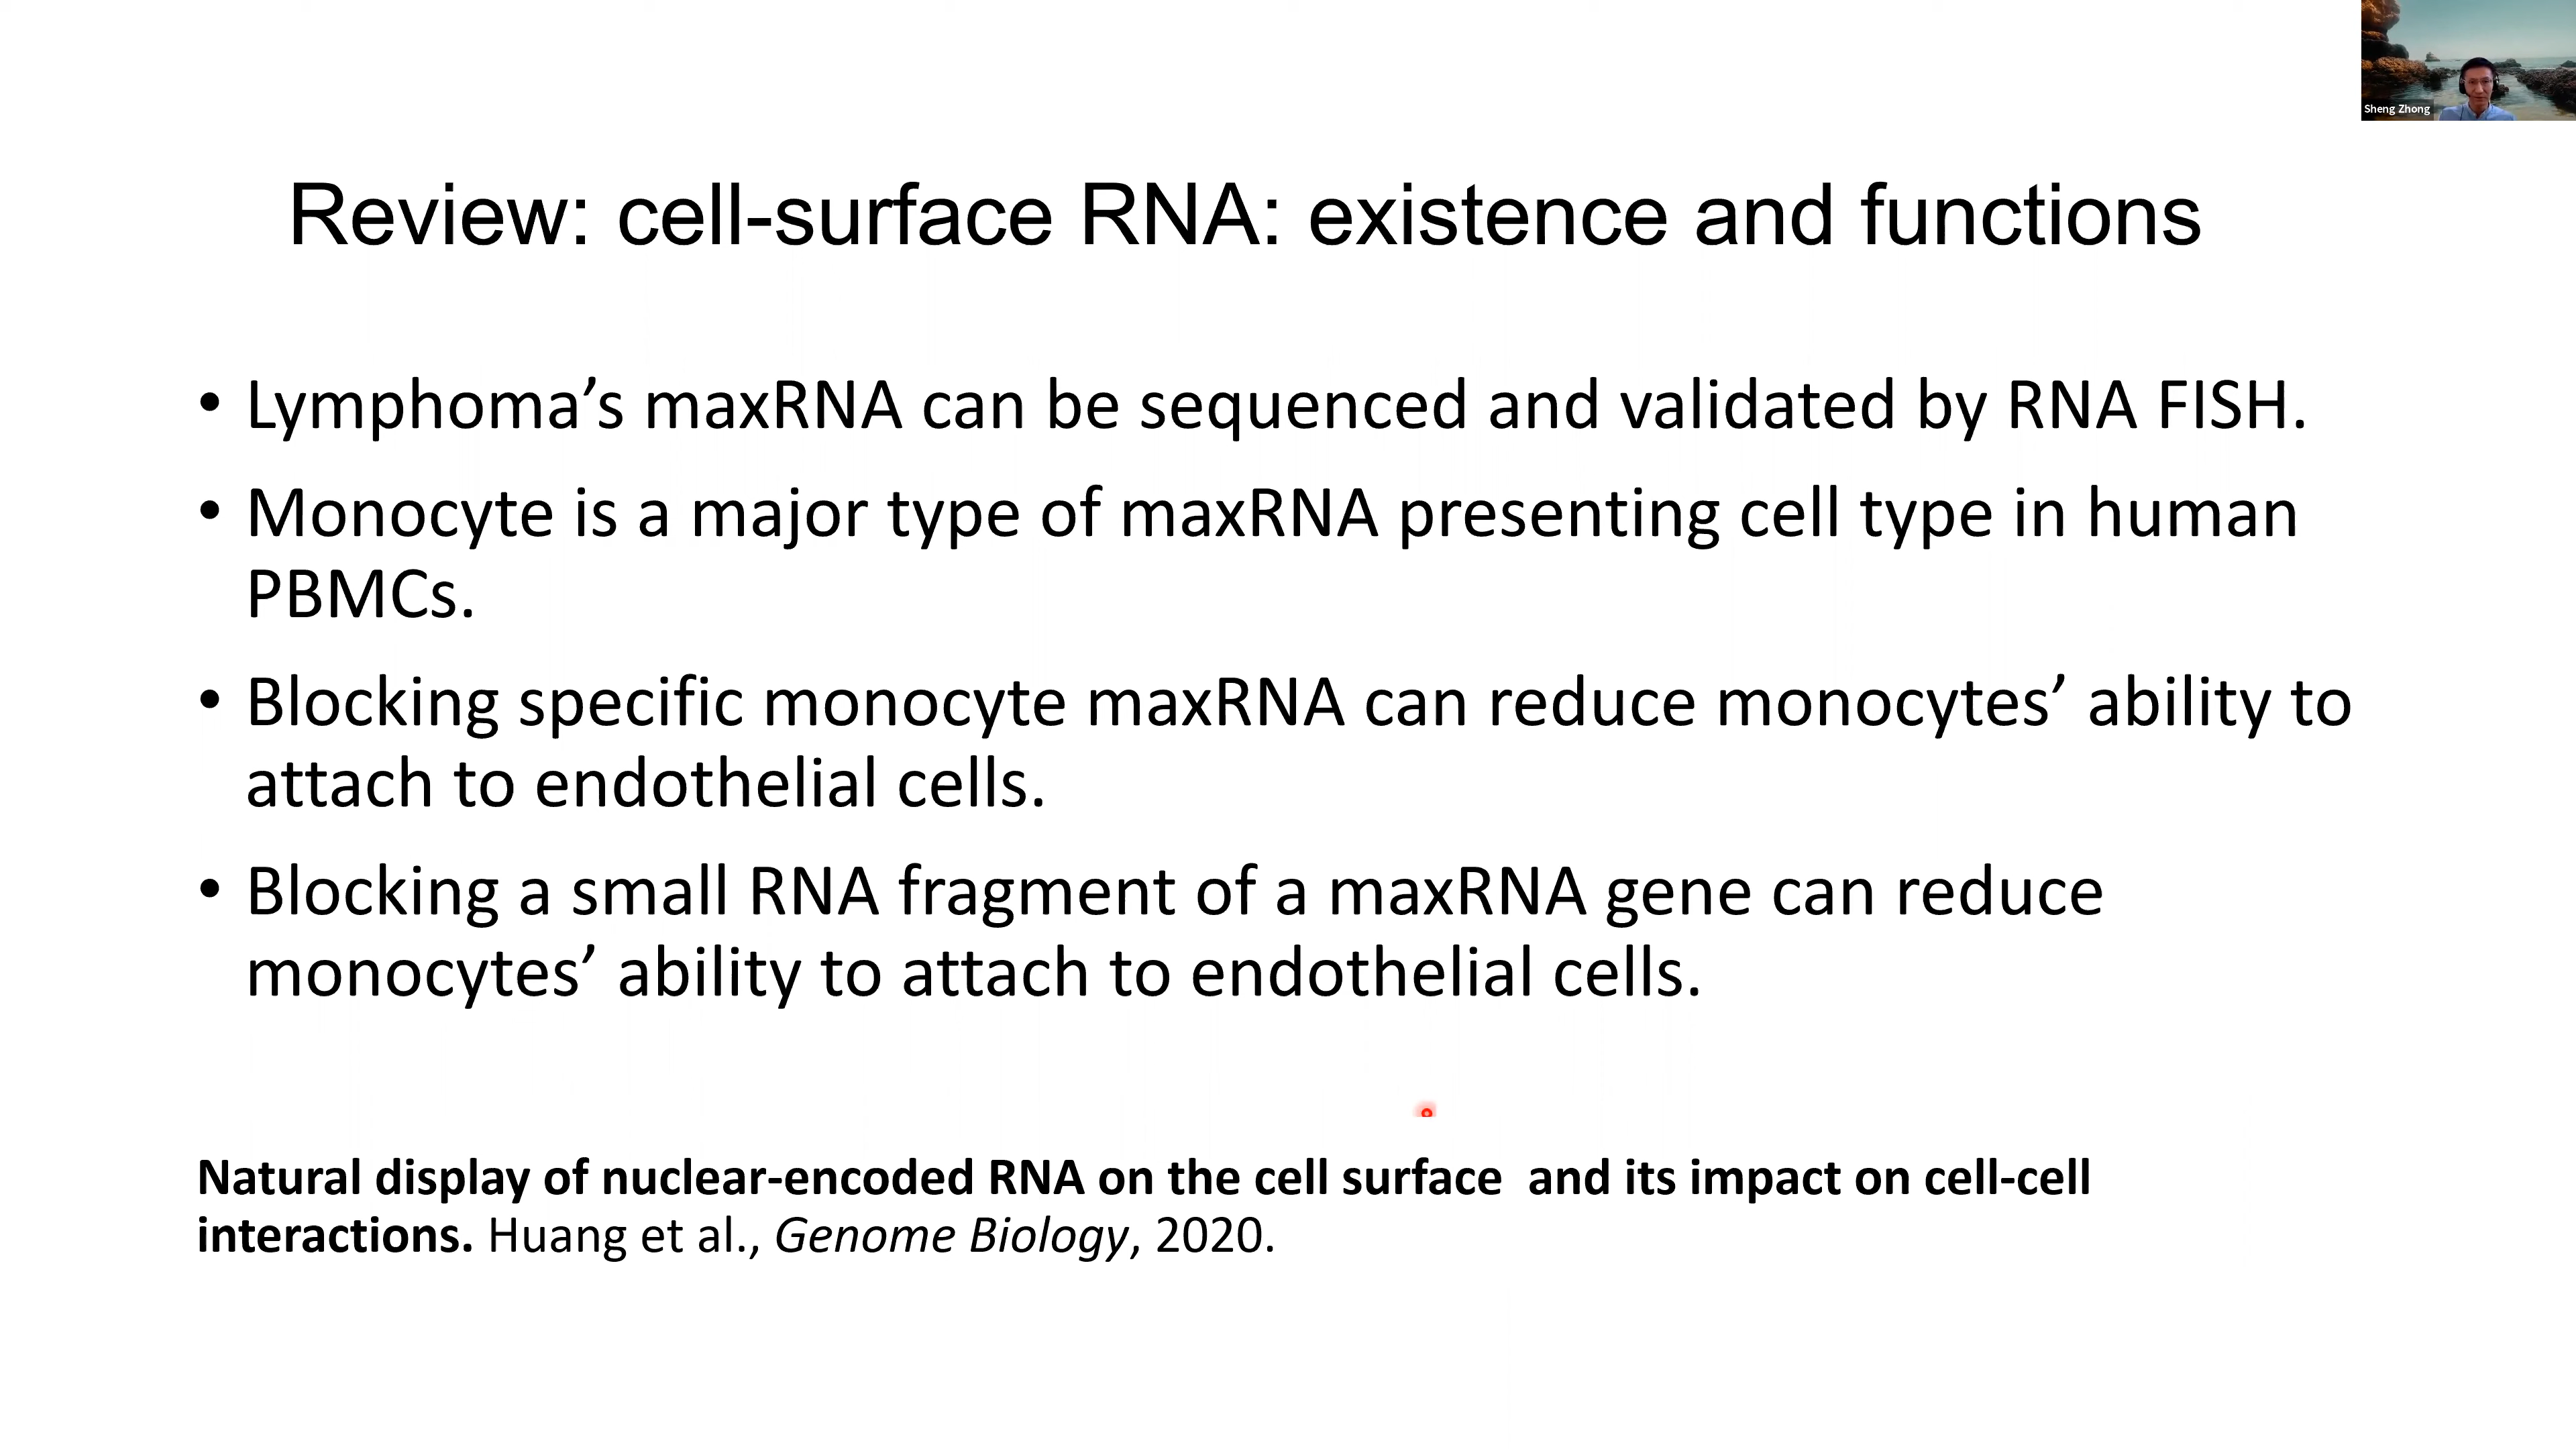 Sheng Zhong
Review: cell-surface RNA: existence and functions
• Lymphoma’s maxRNA can be sequenced and validated by RNA FISH.
• Monocyte is a major type of maxRNA presenting cell type in human
PBMCs.
• Blocking specific monocyte maxRNA can reduce monocytes’ ability to
attach to endothelial cells.
• Blocking a small RNA fragment of a maxRNA gene can reduce
monocytes’ ability to attach to endothelial cells.
Natural display of nuclear-encoded RNA on the cell surface  and its impact on cell-cell
interactions. Huang et al., Genome Biology, 2020.